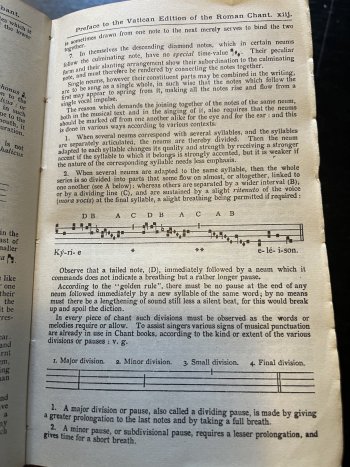 Preface to the Vatican Edition of the Roman Chant. xiij.
is sometimes drawn from one note to the next merely serves to bind the two
together.
7. In themselves the descending diamond notes, which in certain neums
follow the culminating note, have no special time-value. Their peculiar
form and their slanting arrangement show their subordination to the culminating
note, and must therefore be rendered by connecting the notes together.
Single neums, however their constituent parts may be combined in the writing,
are to be sung as a single whole, in such wise that the notes which follow the
first may appear to spring from it, making all the notes rise and flow from a
single vocal impulse.
The reason which demands the joining together of the notes of the same neum,
both in the musical text and in the singing of it, also requires that the neums
should be marked off from one another alike for the eye and for the ear: and this
is done in various ways according to various contexts.
1. When several neums correspond with several syllables, and the syllables
are separately articulated, the neums are thereby divided. Then the neum
adapted to each syllable changes its quality and strength by receiving a stronger
accent if the syllable to which it belongs is strongly accented, but it is weaker if
the nature of the corresponding syllable needs less emphasis.
2. When several neums are adapted to the same syllable, then the whole
series is so divided into parts that some flow on almost, or altogether, linked to
one another (see A below): whereas others are separated by a wider interval (B),
or by a dividing line (C), and are sustained by a slight ritenuto of the voice
(mora vocis) at the final syllable, a slight breathing being permitted if required:
D B A C D B A C A B
Ký-ri- e * ** e-lé-i-son.
Observe that a tailed note, (D), immediately followed by a neum which it
commands does not indicate a breathing but a rather longer pause.
According to the "golden rule", there must be no pause at the end of any
neum followed immediately by a new syllable of the same word; by no means
must there be a lengthening of sound still less a silent beat, for this would break
up and spoil the diction.
In every piece of chant such divisions must be observed as the words or
melodies require or allow. To assist singers various signs of musical punctuation
are already in use in Chant books, according to the kind or extent of the various
divisions or pauses: v. g.
1. Major division. 2. Minor division. 3. Small division. 4. Final division.
1. A major division or pause, also called a dividing pause, is made by giving
a greater prolongation to the last notes and by taking a full breath.
2. A minor pause, or subdivisional pause, requires a lesser prolongation, and
gives time for a short breath.